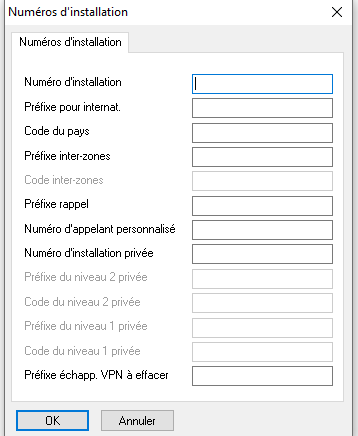 Numéros d'installation
Numéros d'installation
Numéro d'installation
Préfixe pour internat.
Code du pays
Préfixe inter-zones
Code inter-zones
Préfixe rappel
Numéro d'appelant personnalisé
Numéro d'installation privée
Préfixe du niveau 2 privée
Code du niveau 2 privée
Préfixe du niveau 1 privée
Code du niveau 1 privée
Préfixe échapp. VPN à effacer
OK Annuler